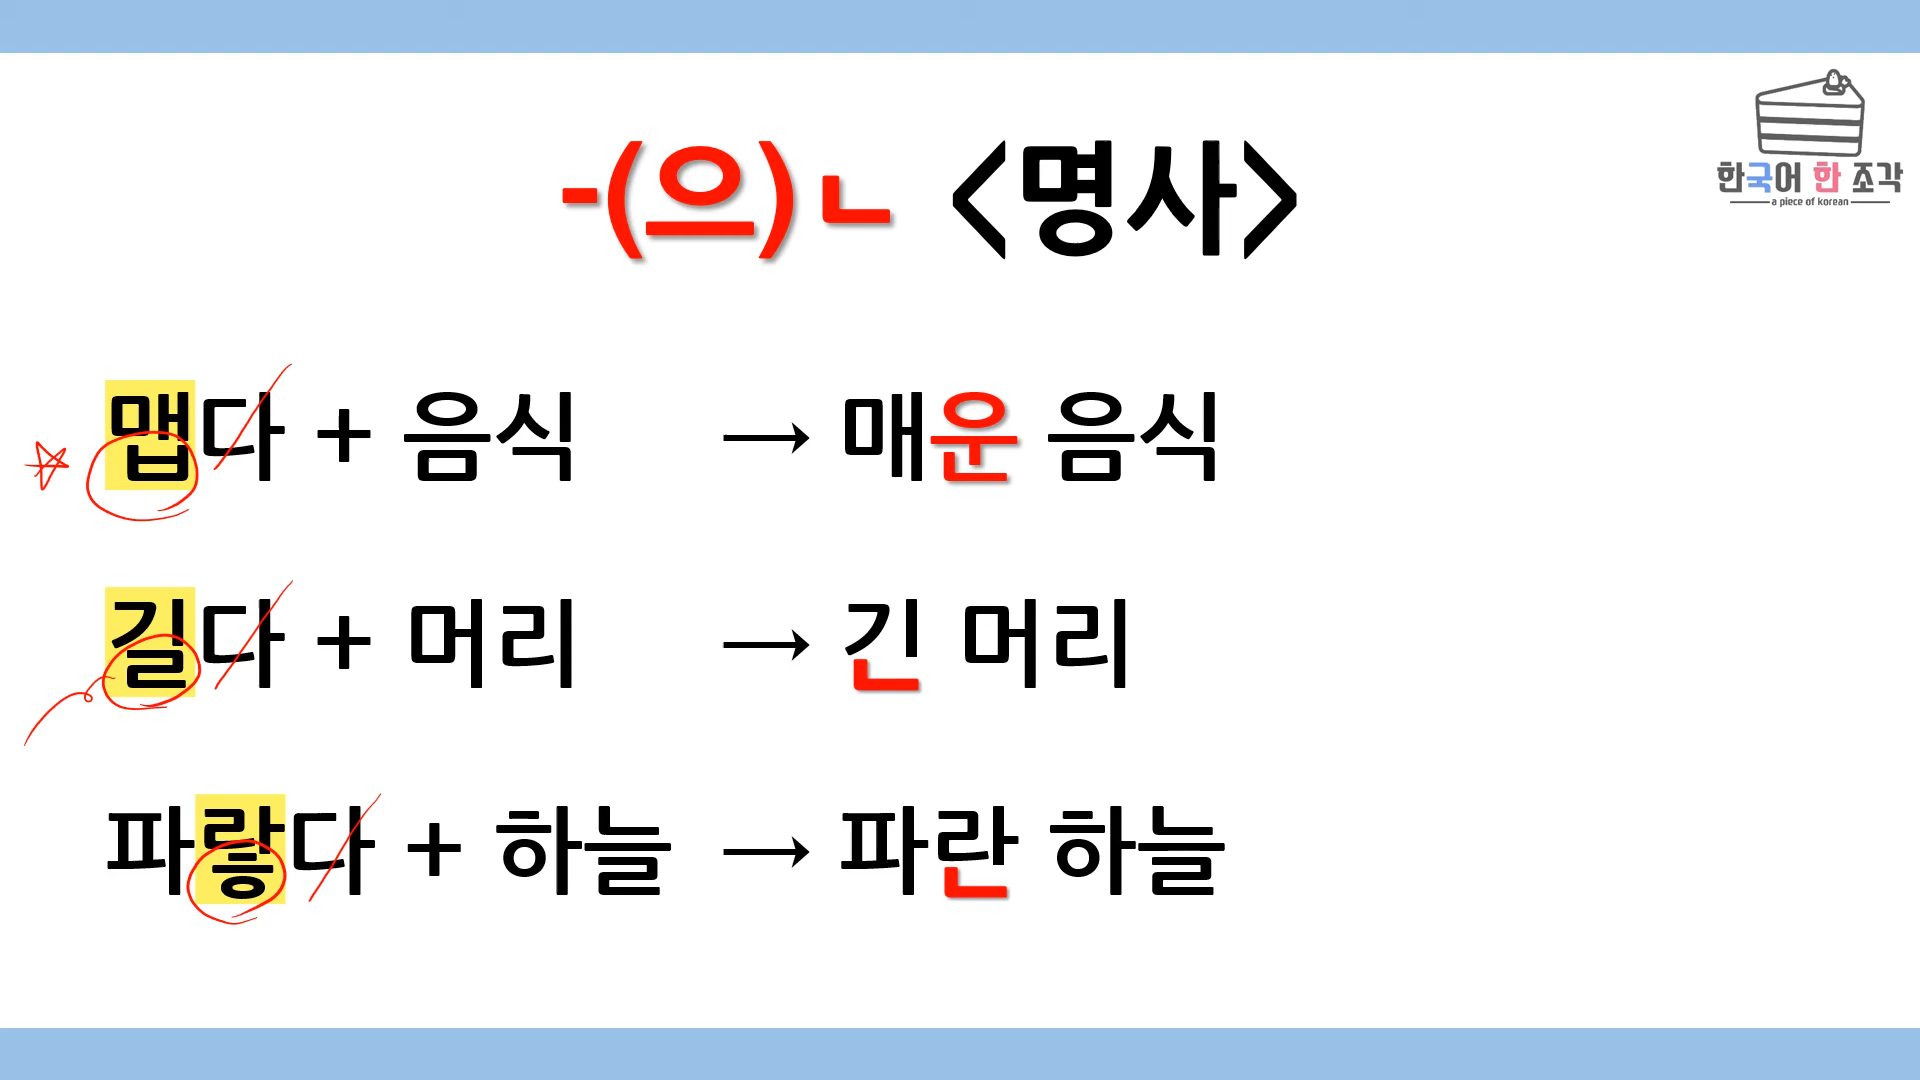 -(으)ㄴ <명사>
한국어 한 조각
a piece of korean
맵다 + 음식 → 매운 음식
길다 + 머리 → 긴 머리
파랗다 + 하늘 → 파란 하늘